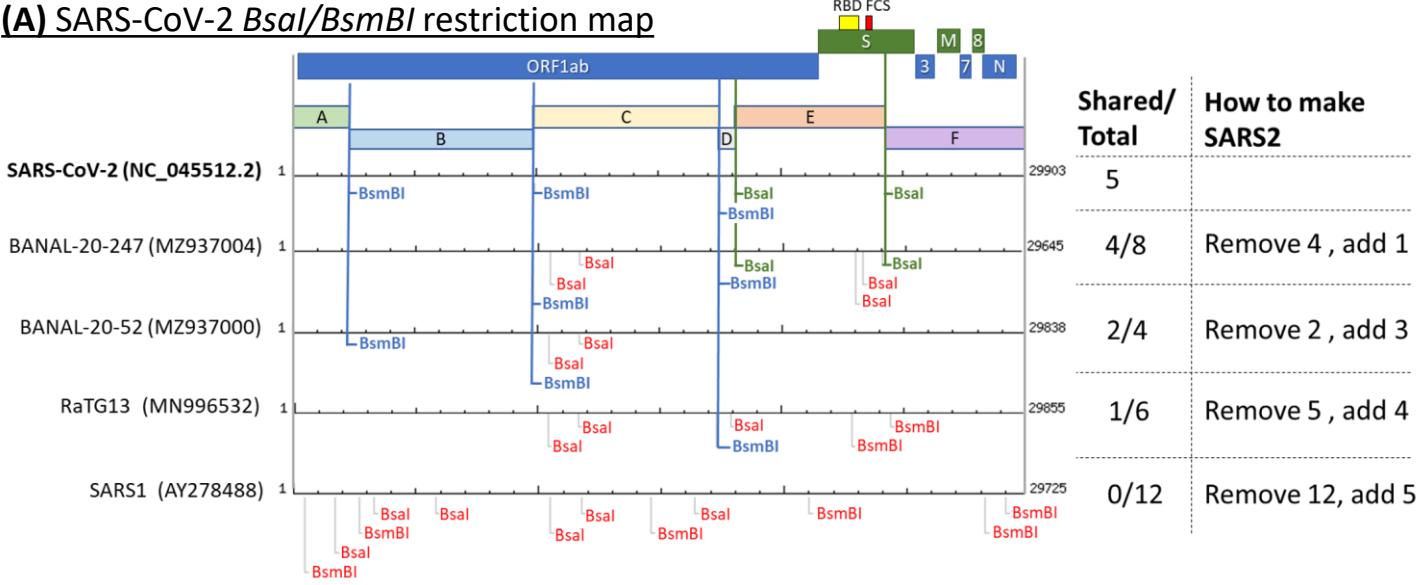 (A) SARS-CoV-2 BsaI/BsmBI restriction map
RBD FCS
S M 8
ORF1ab 3 7 N
A C E
B D F
Shared/ How to make
Total SARS2
SARS-CoV-2 (NC_045512.2) 1 29903
5
BsmBI BsmBI BsaI BsaI
BsmBI
BANAL-20-247 (MZ937004) 1 29645
4/8 Remove 4 , add 1
BsaI BsaI BsaI
BsaI BsmBI BsaI
BsmBI BsaI
BANAL-20-52 (MZ937000) 1 29838
2/4 Remove 2 , add 3
BsmBI BsaI
BsaI
BsmBI
RaTG13 (MN996532) 1 29855
1/6 Remove 5 , add 4
BsaI BsaI BsmBI
BsaI BsmBI BsmBI
SARS1 (AY278488) 1 29725
0/12 Remove 12, add 5
BsaI BsaI BsaI BsaI BsmBI BsmBI
BsmBI BsaI BsmBI BsmBI
BsaI
BsmBI